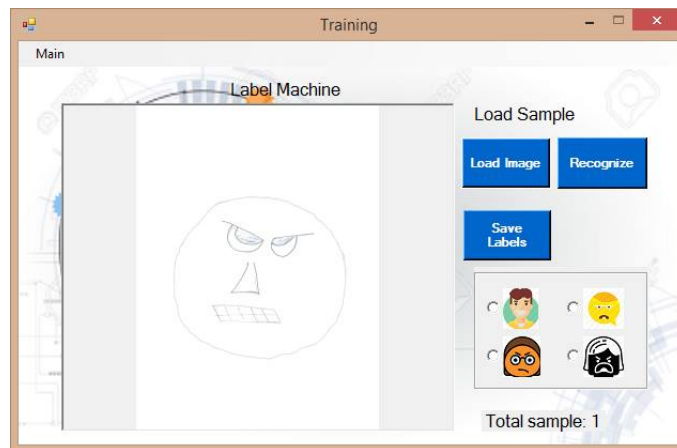 Training
Main
Label Machine
Load Sample
Load Image
Recognize
Save
Labels
Total sample: 1